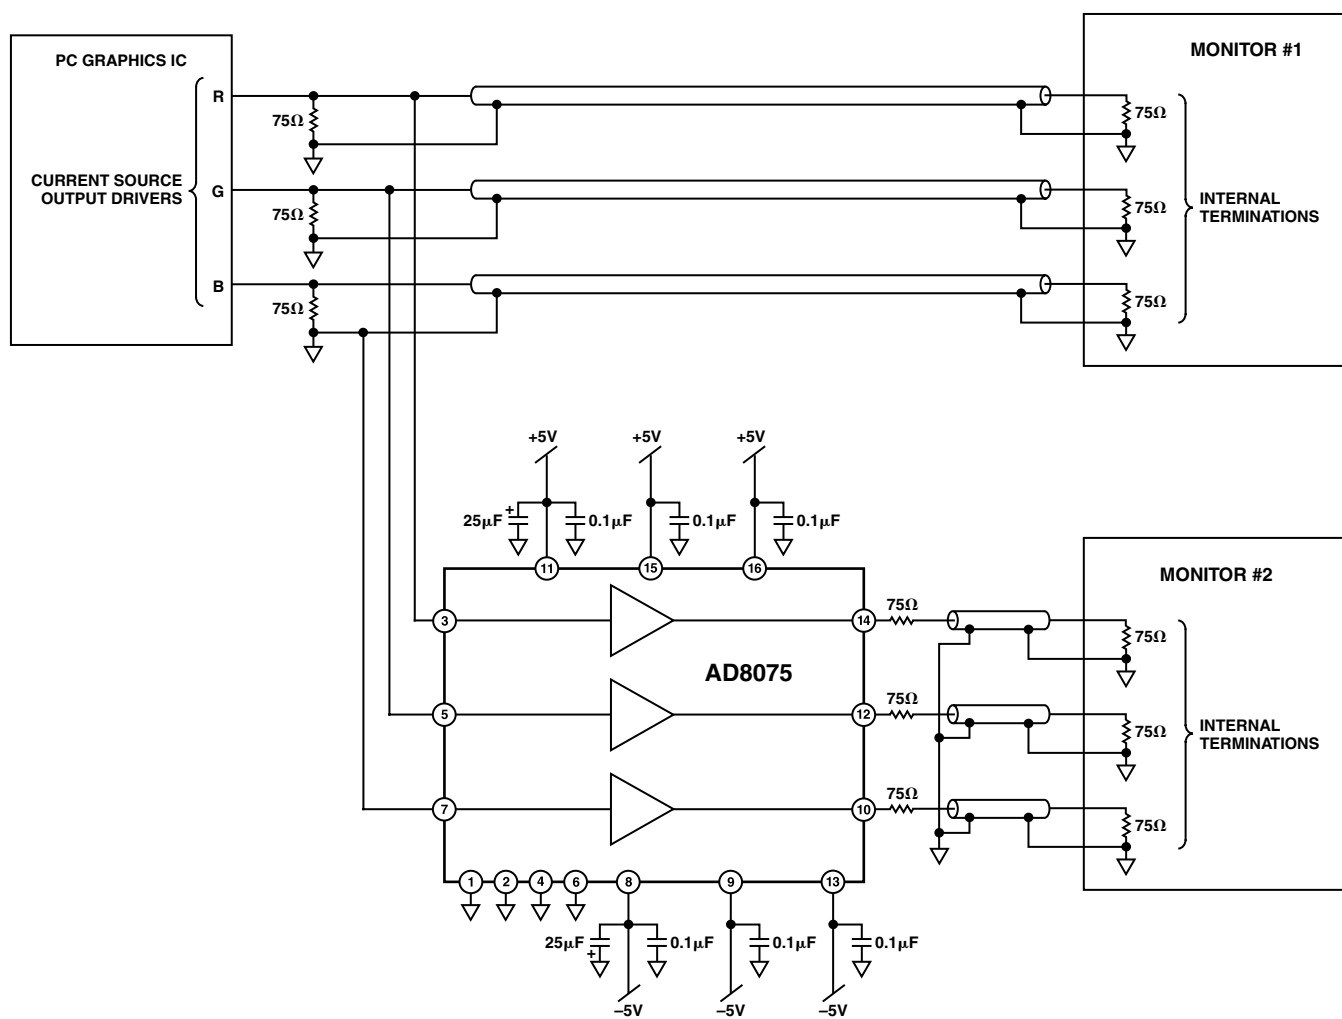 PC GRAPHICS IC
MONITOR #1
R
75Ω
75Ω
CURRENT SOURCE
OUTPUT DRIVERS
G
75Ω
75Ω
INTERNAL
TERMINATIONS
B
75Ω
75Ω
+5V
+5V
+5V
25μF
+
0.1μF
0.1μF
0.1μF
11
15
16
MONITOR #2
3
14
75Ω
75Ω
AD8075
5
12
75Ω
75Ω
INTERNAL
TERMINATIONS
7
10
75Ω
75Ω
1
2
4
6
8
9
13
25μF
+
0.1μF
0.1μF
0.1μF
–5V
–5V
–5V